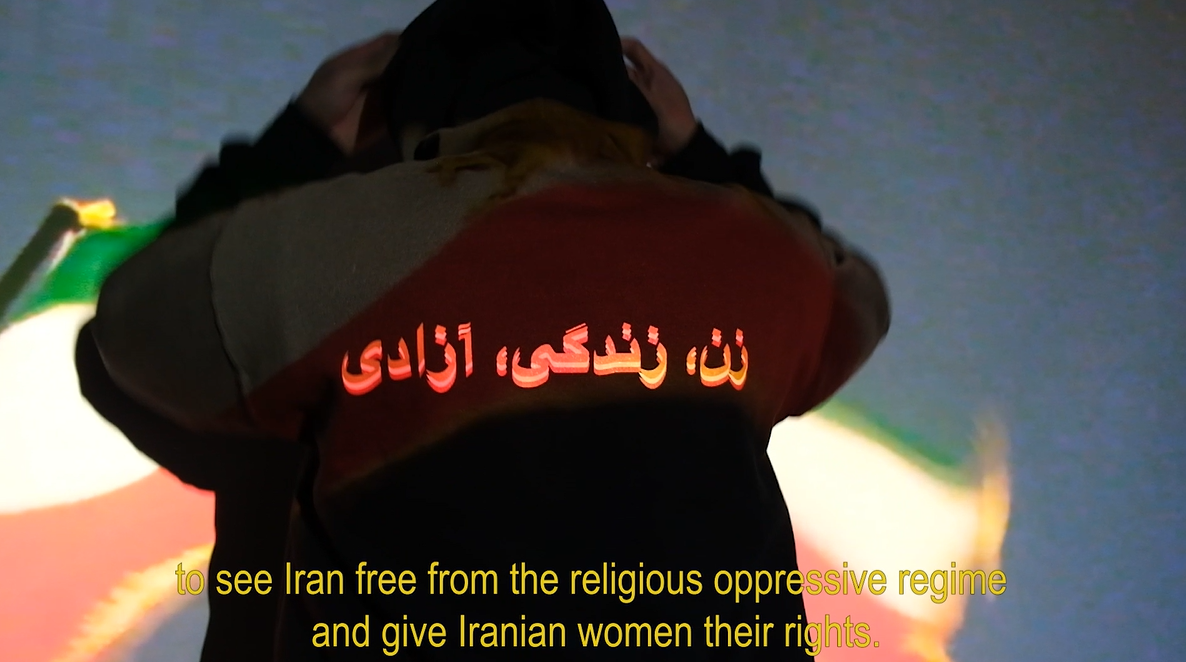 زن، زندگی، آزادی
to see Iran free from the religious oppressive regime
and give Iranian women their rights.